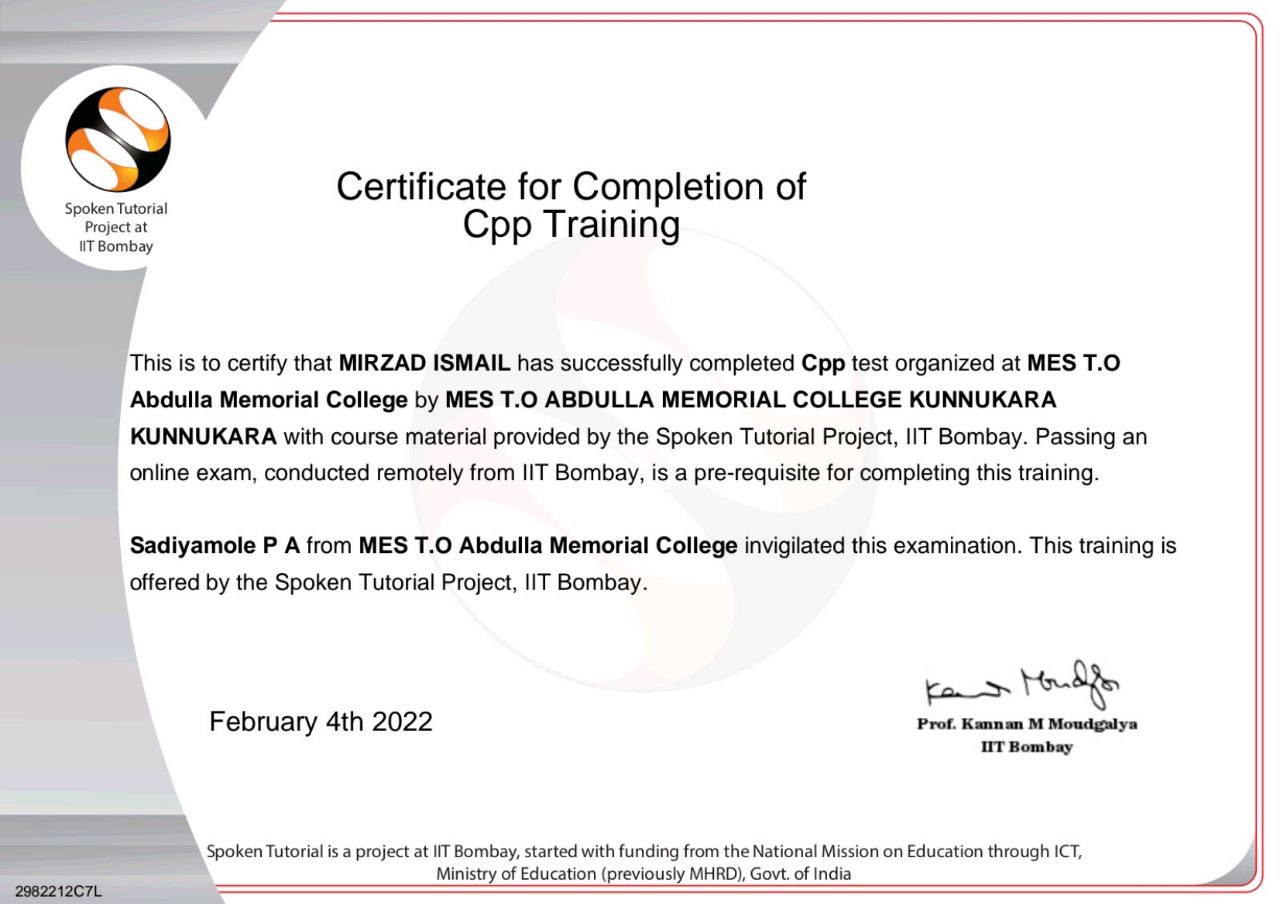 Spoken Tutorial
Project at
IIT Bombay
Certificate for Completion of
Cpp Training
This is to certify that MIRZAD ISMAIL has successfully completed Cpp test organized at MES T.O
Abdulla Memorial College by MES T.O ABDULLA MEMORIAL COLLEGE KUNNUKARA
KUNNUKARA with course material provided by the Spoken Tutorial Project, IIT Bombay. Passing an
online exam, conducted remotely from IIT Bombay, is a pre-requisite for completing this training.
Sadiyamole P A from MES T.O Abdulla Memorial College invigilated this examination. This training is
offered by the Spoken Tutorial Project, IIT Bombay.
February 4th 2022
Prof. Kannan M Moudgalya
IIT Bombay
Spoken Tutorial is a project at IIT Bombay, started with funding from the National Mission on Education through ICT,
Ministry of Education (previously MHRD), Govt. of India
2982212C7L